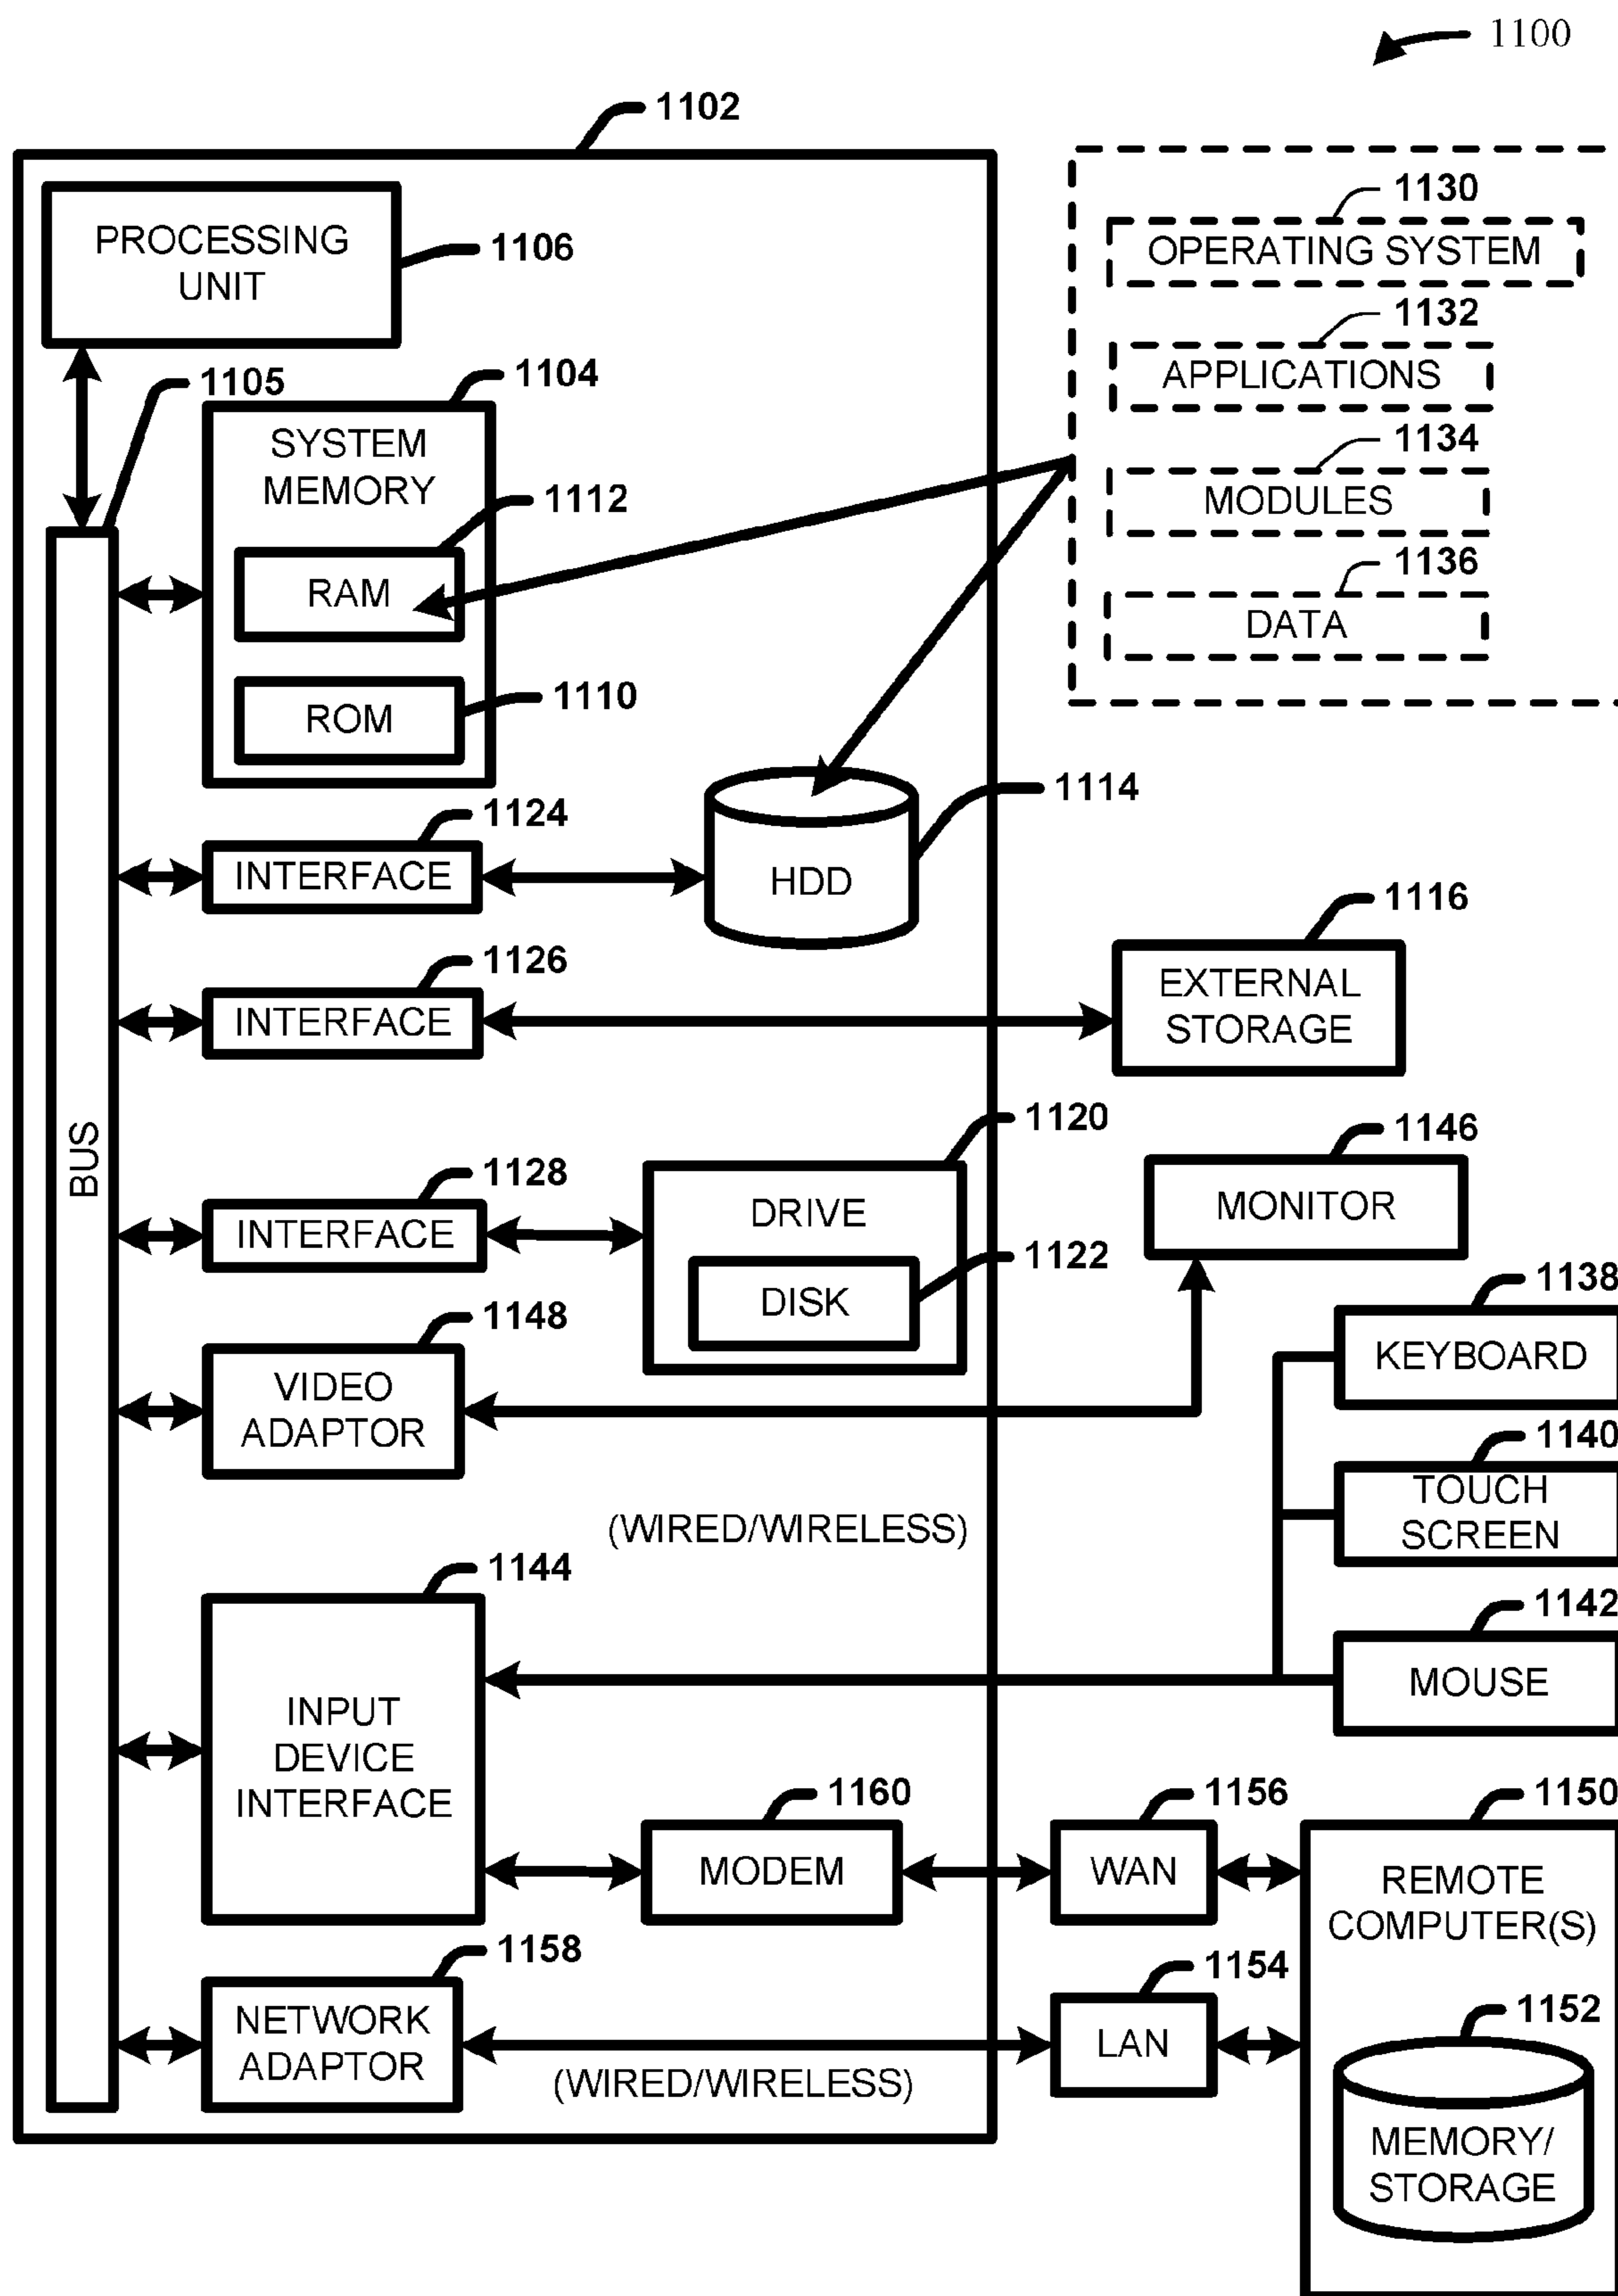 1100
1102
PROCESSING
UNIT
1106
1105
1104
SYSTEM
MEMORY
1112
RAM
1110
ROM
1130
OPERATING SYSTEM
1132
APPLICATIONS
1134
MODULES
1136
DATA
1124
INTERFACE
1114
HDD
1126
INTERFACE
1116
EXTERNAL
STORAGE
BUS
1128
INTERFACE
1120
DRIVE
1122
DISK
1146
MONITOR
1148
VIDEO
ADAPTOR
1138
KEYBOARD
1140
TOUCH
SCREEN
(WIRED/WIRELESS)
1142
MOUSE
1144
INPUT
DEVICE
INTERFACE
1160
MODEM
1156
WAN
1150
REMOTE
COMPUTER(S)
1158
NETWORK
ADAPTOR
(WIRED/WIRELESS)
1154
LAN
1152
MEMORY/
STORAGE